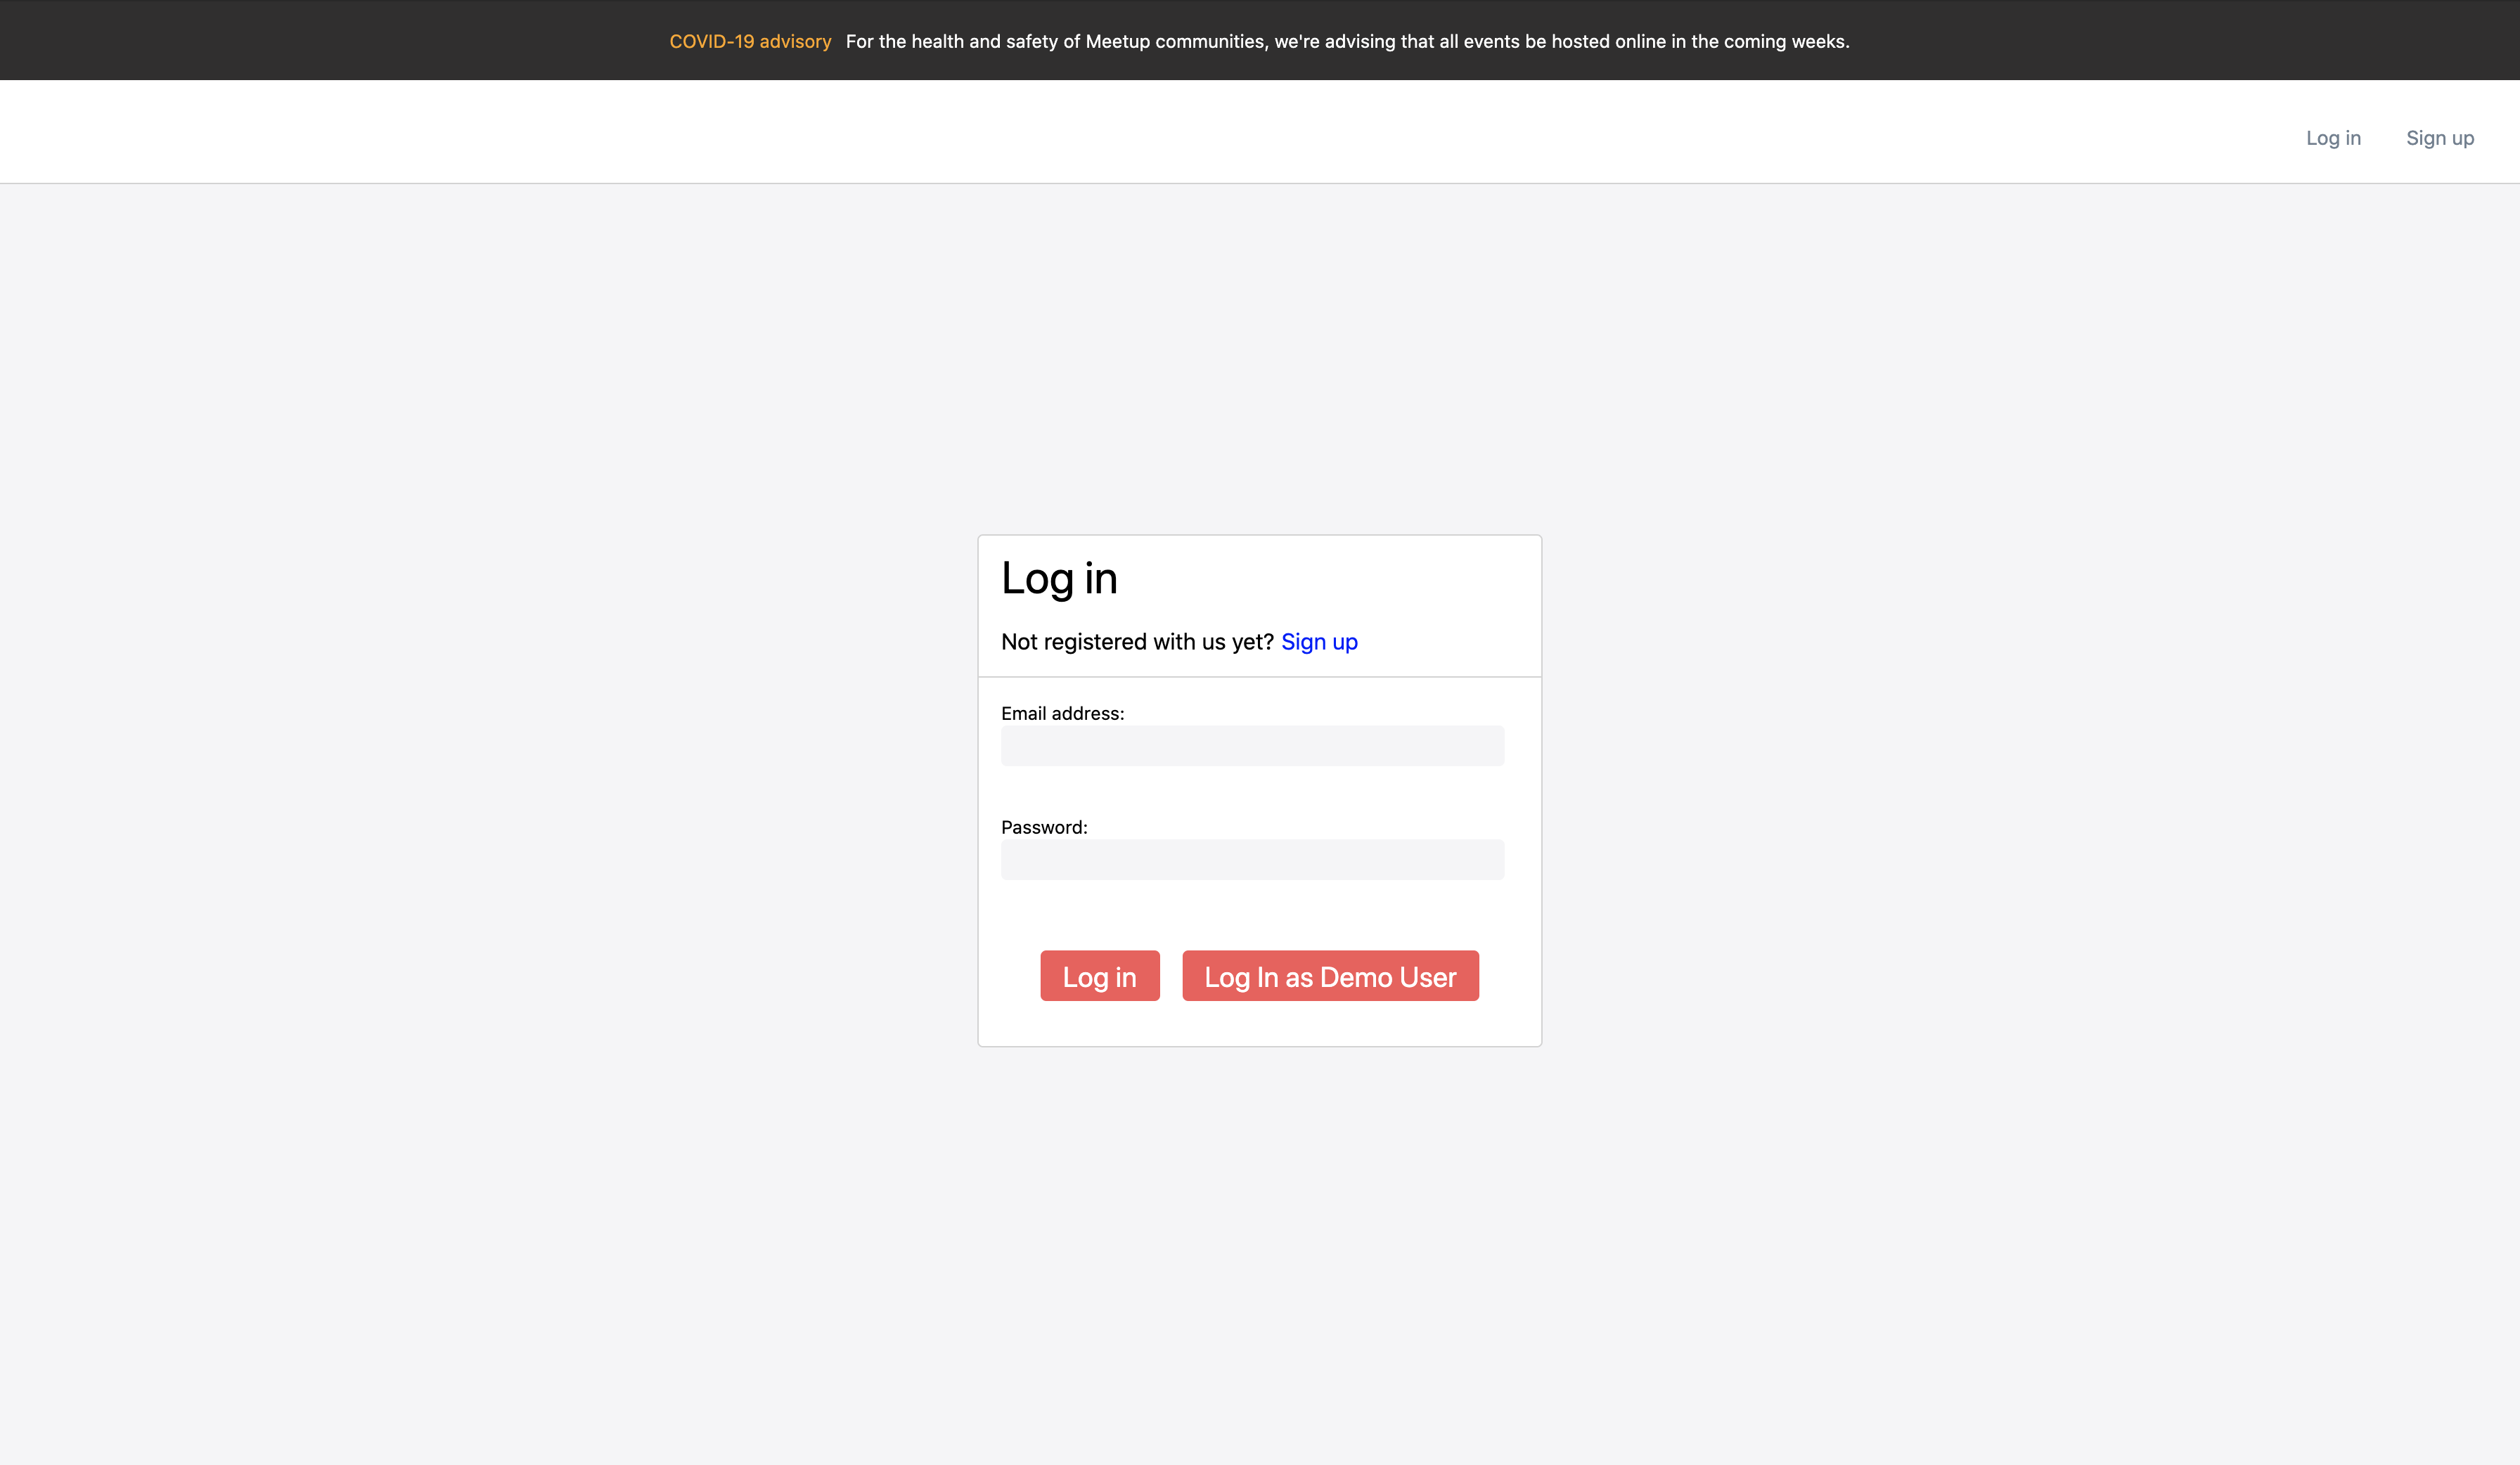 COVID-19 advisory For the health and safety of Meetup communities, we're advising that all events be hosted online in the coming weeks.
Log in Sign up
Log in
Not registered with us yet? Sign up
Email address:
Password:
Log in Log In as Demo User